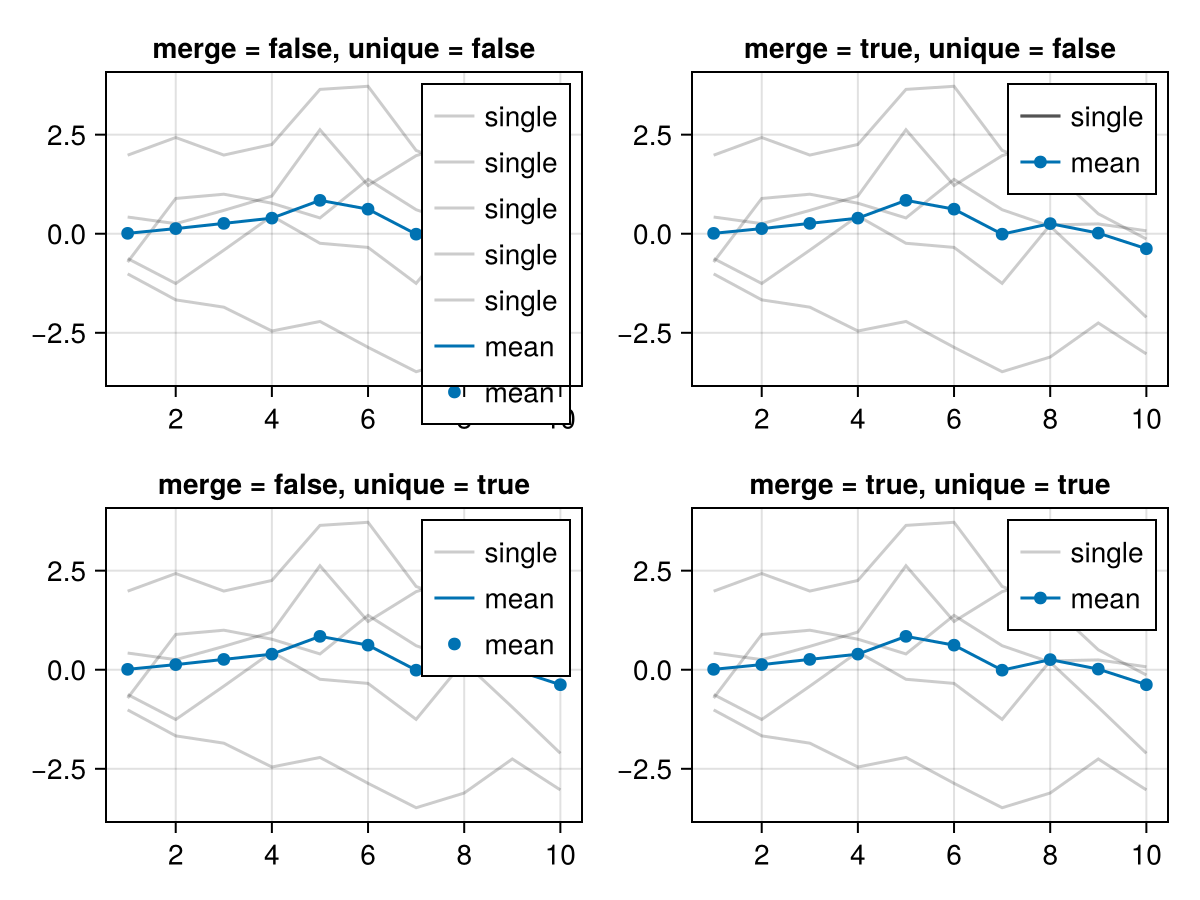 merge = false, unique = false
single
single
single
single
single
mean
mean
2.5
0.0
−2.5
2
4
6
8
10
merge = true, unique = false
single
mean
2.5
0.0
−2.5
2
4
6
8
10
merge = false, unique = true
single
mean
mean
2.5
0.0
−2.5
2
4
6
8
10
merge = true, unique = true
single
mean
2.5
0.0
−2.5
2
4
6
8
10